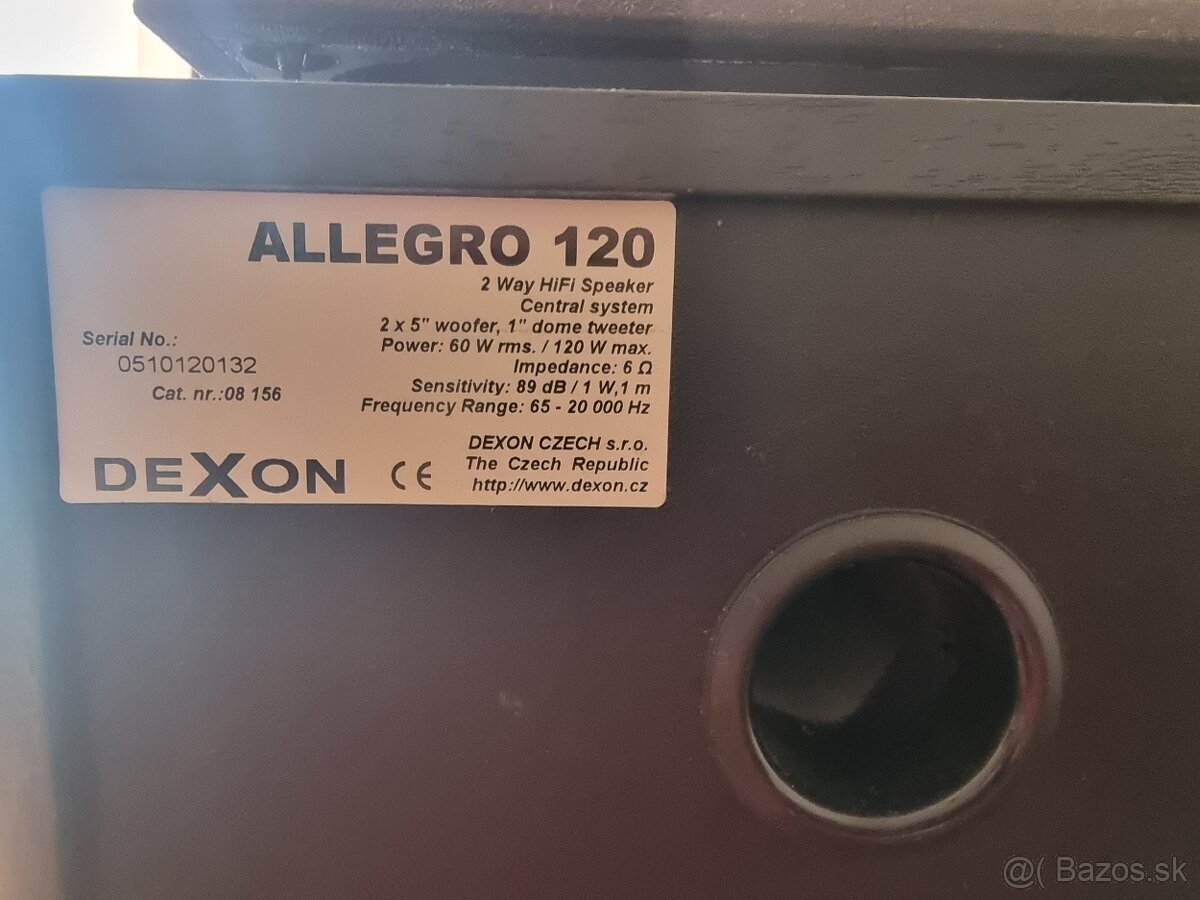 ALLEGRO 120
2 Way HiFi Speaker
Central system
2 x 5" woofer, 1" dome tweeter
Power: 60 W rms. / 120 W max.
Impedance: 6 Ω
Sensitivity: 89 dB / 1 W,1 m
Frequency Range: 65 - 20 000 Hz
Serial No.:
0510120132
Cat. nr.:08 156
DEXON CZECH s.r.o.
The Czech Republic
http://www.dexon.cz
DEXON CE
@( Bazos.sk